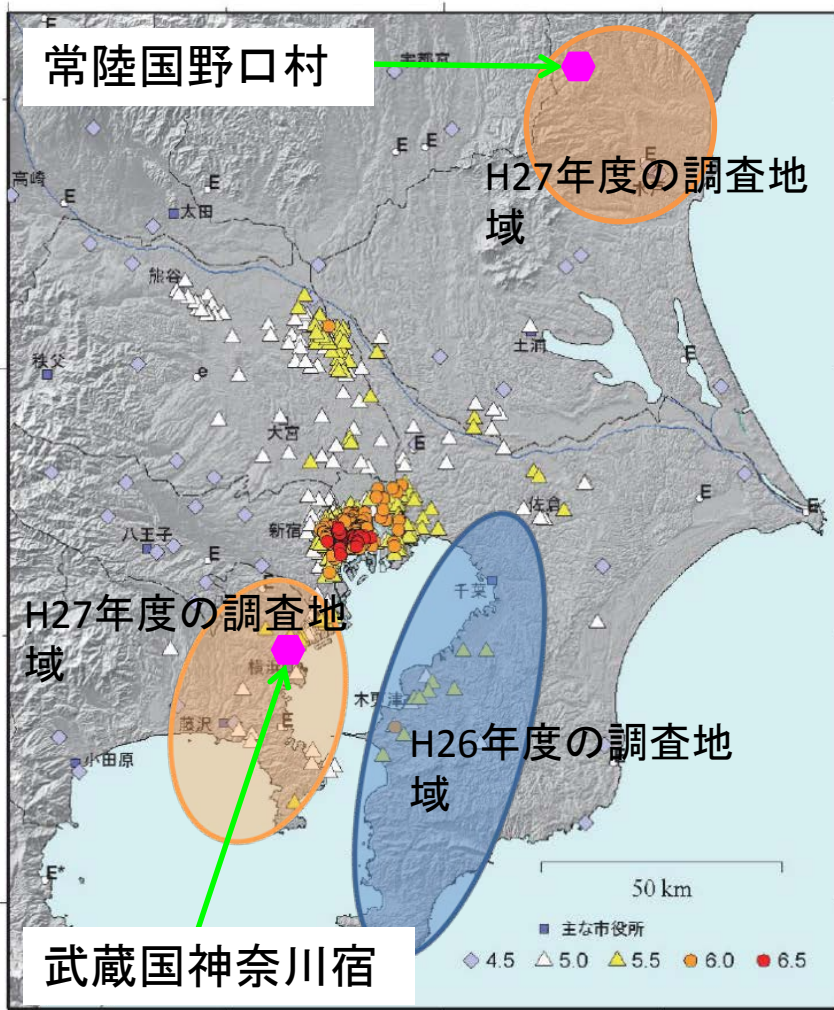 常陸国野口村
E
E
E
E
E
高崎
E
太田
H27年度の調査地
域
熊谷
土浦
E
秩父
e
大宮
E
佐倉
E
E
新宿
八王子
E
千葉
H27年度の調査地
域
横浜
木更津
E
藤沢
H26年度の調査地
域
小田原
E*
50 km
主な市役所
4.5 5.0 5.5 6.0 6.5
武蔵国神奈川宿